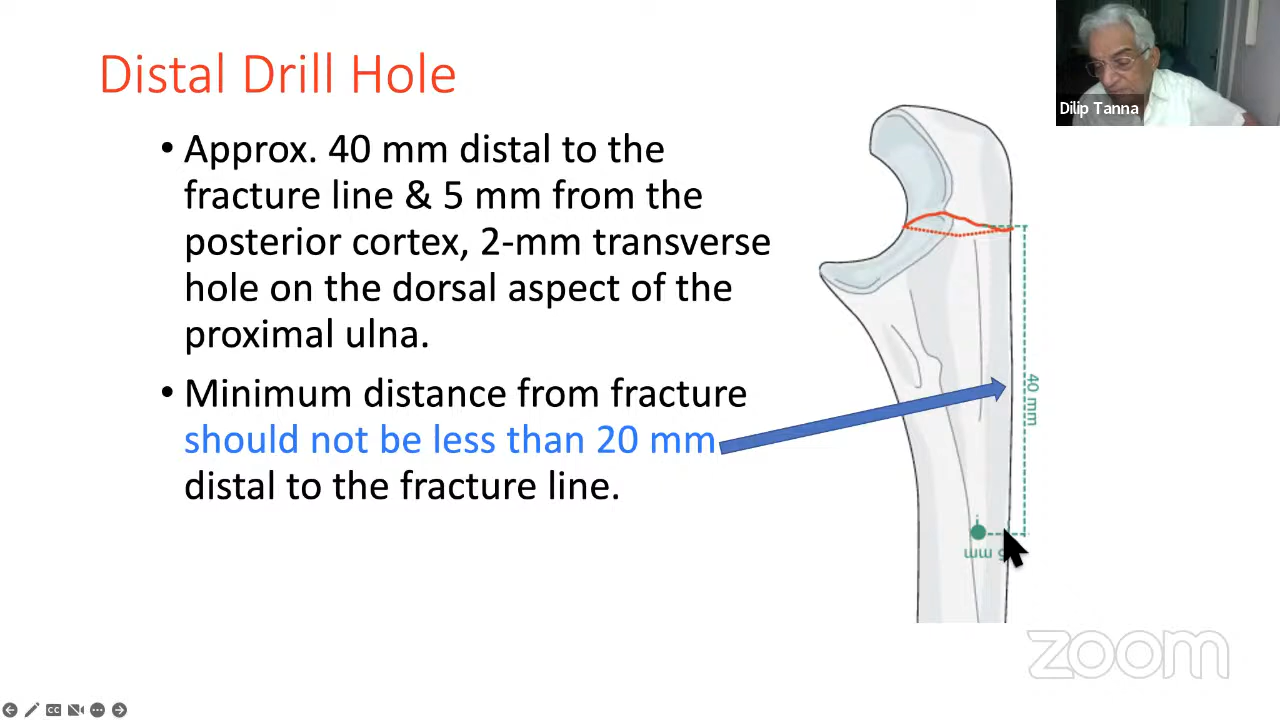 Distal Drill Hole
Dilip Tanna
• Approx. 40 mm distal to the
fracture line & 5 mm from the
posterior cortex, 2-mm transverse
hole on the dorsal aspect of the
proximal ulna.
• Minimum distance from fracture
should not be less than 20 mm
distal to the fracture line.
40 mm
mm
zoom
CC